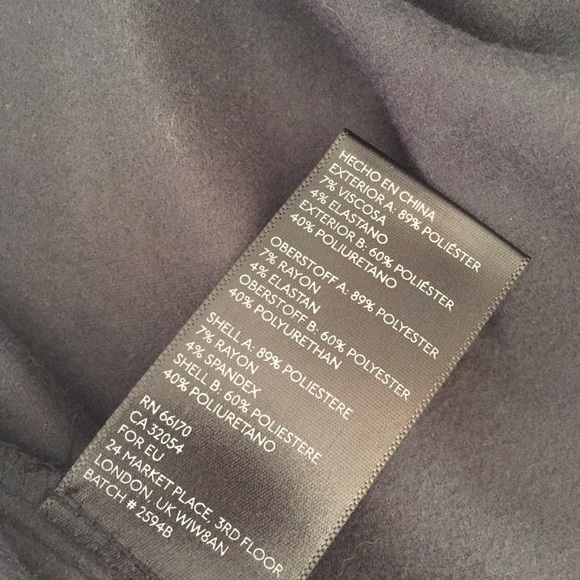 HECHO EN CHINA
EXTERIOR A: 89% POLIÉSTER
7% VISCOSA
4% ELASTANO
EXTERIOR B: 60% POLIÉSTER
40% POLIURETANO
OBERSTOFF A: 89% POLYESTER
7% RAYON
4% ELASTAN
OBERSTOFF B: 60% POLYESTER
40% POLYURETHAN
SHELL A: 89% POLIESTERE
7% RAYON
4% SPANDEX
SHELL B: 60% POLIESTERE
40% POLIURETANO
RN 66170
CA 32054
FOR EU
24 MARKET PLACE, 3RD FLOOR
LONDON, UK W1W8AN
BATCH # 2594B